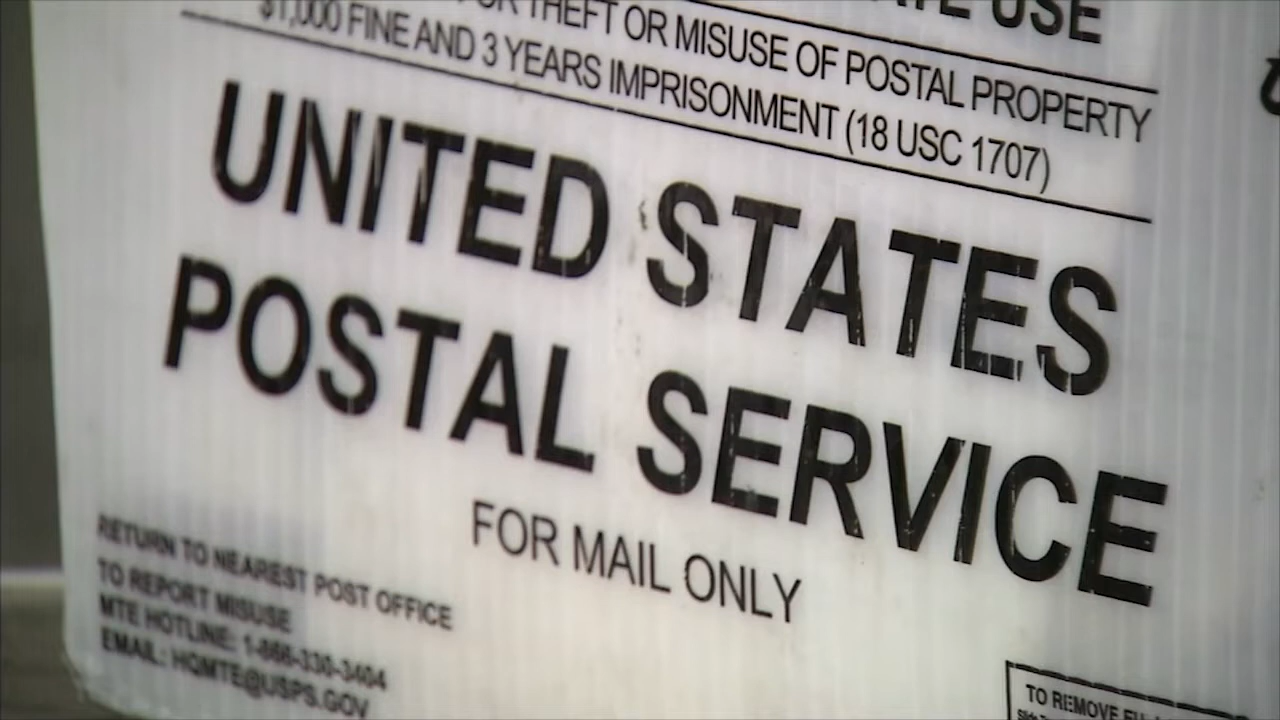 USE
THEFT OR MISUSE OF POSTAL PROPERTY
$1,000 FINE AND 3 YEARS IMPRISONMENT (18 USC 1707)
UNITED STATES
POSTAL SERVICE
FOR MAIL ONLY
RETURN TO NEAREST POST OFFICE
TO REPORT MISUSE
MTE HOTLINE: 1-866-330-3404
EMAIL: HQMTE@USPS.GOV
TO REMOVE